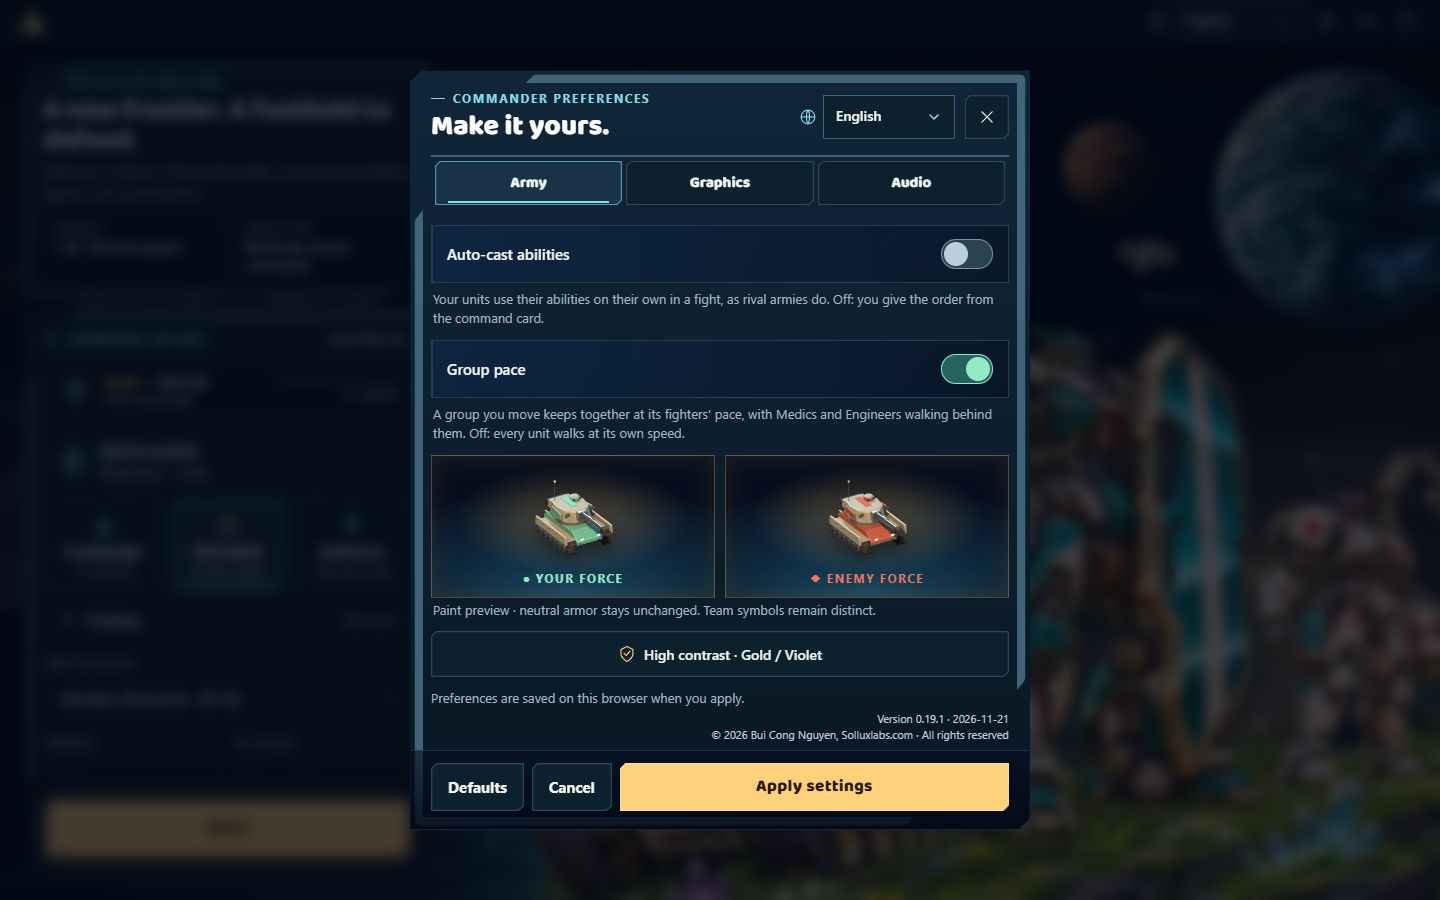 COMMANDER PREFERENCES
Make it yours.
English
Army
Graphics
Audio
Auto-cast abilities
Your units use their abilities on their own in a fight, as rival armies do. Off: you give the order from
the command card.
Group pace
A group you move keeps together at its fighters' pace, with Medics and Engineers walking behind
them. Off: every unit walks at its own speed.
YOUR FORCE
ENEMY FORCE
Paint preview · neutral armor stays unchanged. Team symbols remain distinct.
High contrast · Gold / Violet
Preferences are saved on this browser when you apply.
Version 0.19.1 · 2026-11-21
© 2026 Bui Cong Nguyen, Solluxlabs.com · All rights reserved
Defaults
Cancel
Apply settings